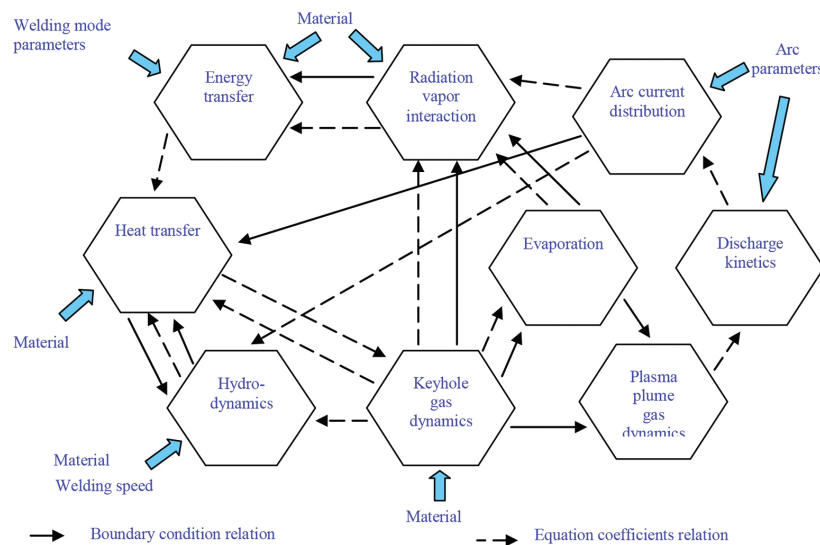 Welding mode
parameters
Material
Arc
parameters
Energy
transfer
Radiation
vapor
interaction
Arc current
distribution
Heat transfer
Evaporation
Discharge
kinetics
Material
Hydro-
dynamics
Keyhole
gas
dynamics
Plasma
plume
gas
dynamics
Material
Welding speed
Material
Boundary condition relation
Equation coefficients relation